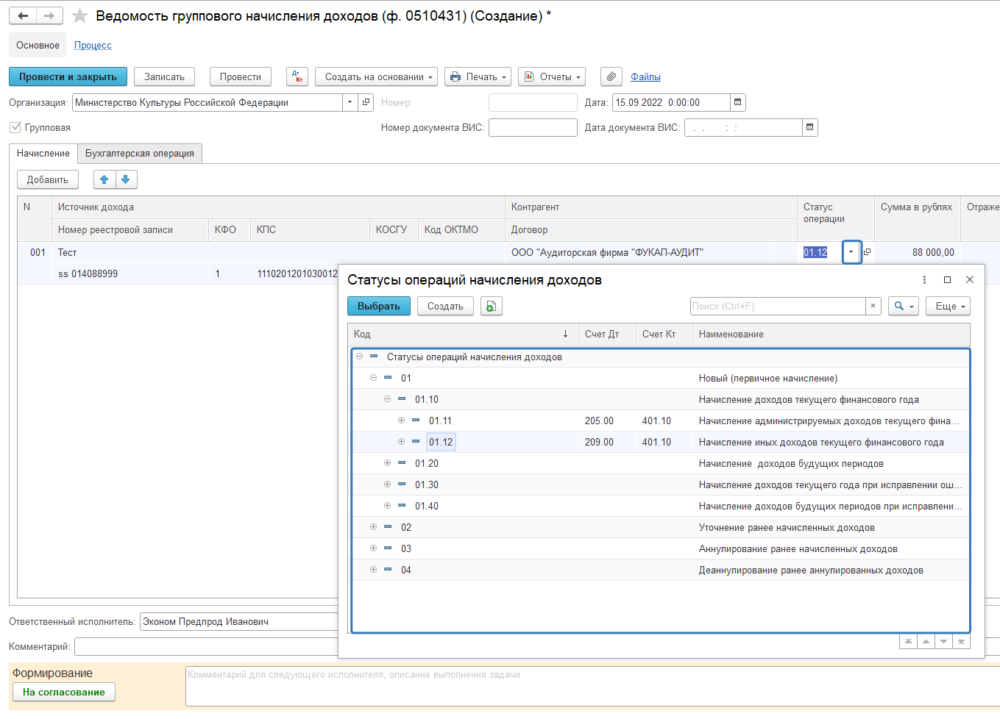 Ведомость группового начисления доходов (ф. 0510431) (Создание) *
Основное Процесс
Провести и закрыть Записать Провести Дт Кт Создать на основании Печать Отчеты Файлы
Организация: Министерство Культуры Российской Федерации Номер: Дата: 15.09.2022 0:00:00
Групповая Номер документа ВИС: Дата документа ВИС: . . : :
Начисление Бухгалтерская операция
Добавить
N Источник дохода Контрагент Статус операции Сумма в рублях Отраже
Номер реестровой записи КФО КПС КОСГУ Код ОКТМО Договор
001 Тест ООО "Аудиторская фирма "ФУКАП-АУДИТ" 01.12 88 000,00
ss 014088999 1 1110201201030012
Статусы операций начисления доходов
Выбрать Создать Поиск (Ctrl+F) × Еще
Код ↓ Счет Дт Счет Кт Наименование
Статусы операций начисления доходов
01 Новый (первичное начисление)
01.10 Начисление доходов текущего финансового года
01.11 205.00 401.10 Начисление администрируемых доходов текущего фина...
01.12 209.00 401.10 Начисление иных доходов текущего финансового года
01.20 Начисление доходов будущих периодов
01.30 Начисление доходов текущего года при исправлении ош...
01.40 Начисление доходов будущих периодов при исправлени...
02 Уточнение ранее начисленных доходов
03 Аннулирование ранее начисленных доходов
04 Деаннулирование ранее аннулированных доходов
Ответственный исполнитель: Эконом Предпрод Иванович
Комментарий:
Формирование
На согласование
Комментарий для следующего исполнителя, описание выполнения задачи